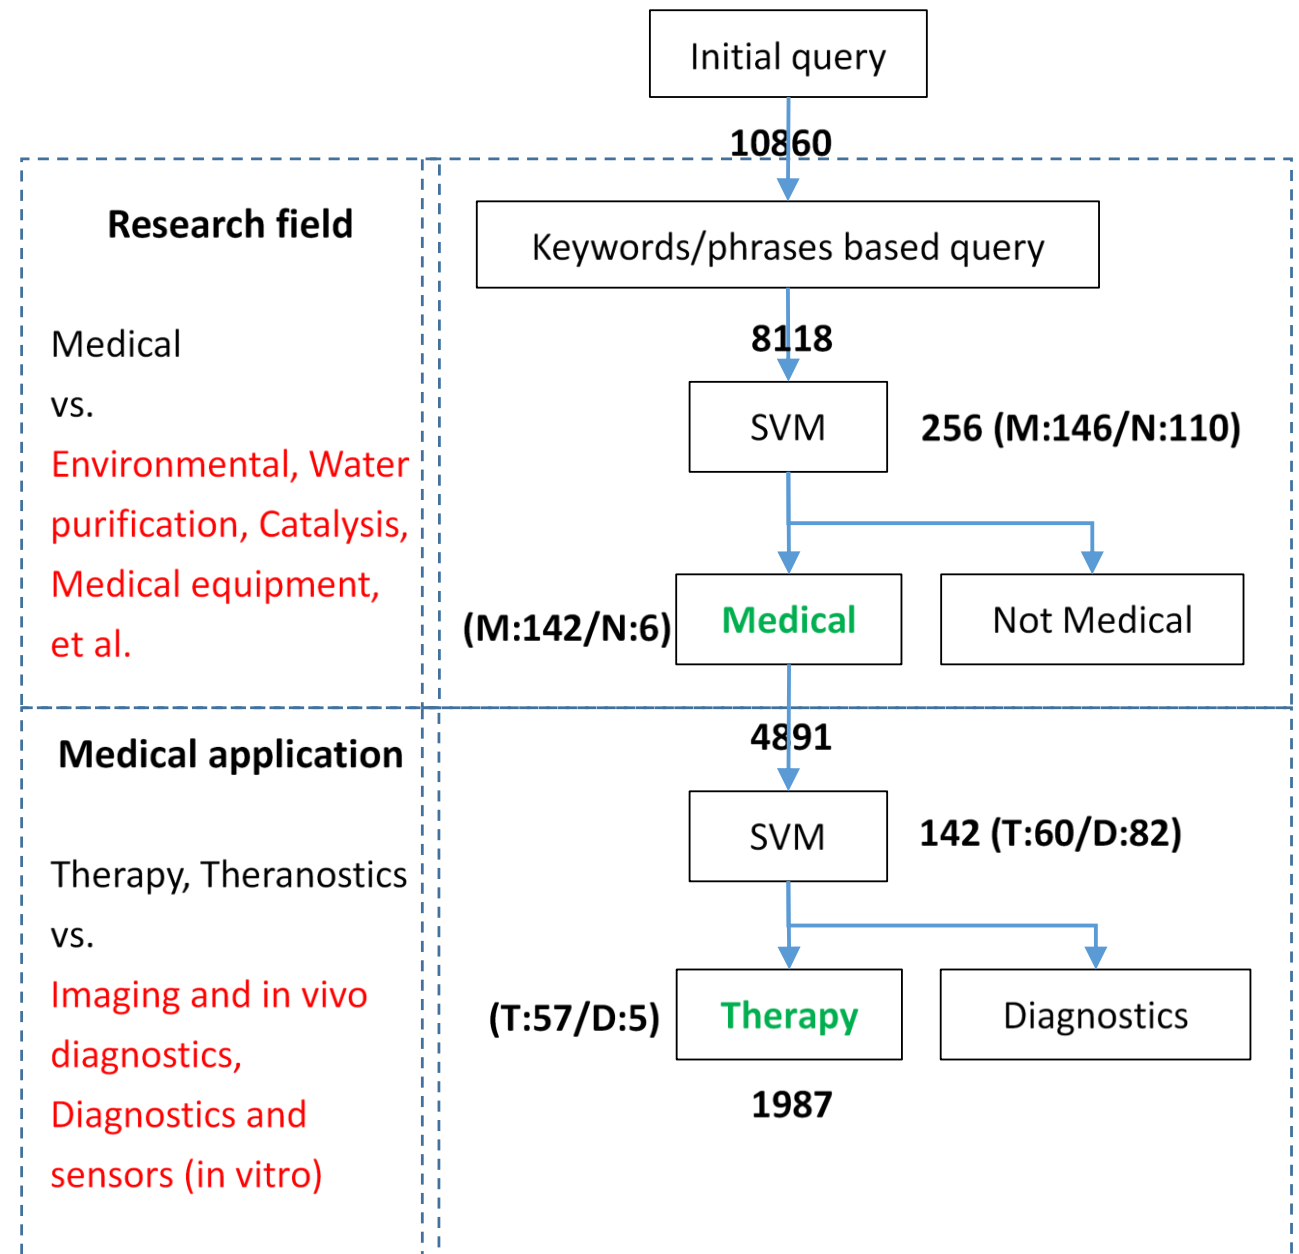 Initial query
10860
Research field
Medical
vs.
Environmental, Water
purification, Catalysis,
Medical equipment,
et al.
Keywords/phrases based query
8118
SVM
256 (M:146/N:110)
(M:142/N:6)
Medical
Not Medical
4891
Medical application
Therapy, Theranostics
vs.
Imaging and in vivo
diagnostics,
Diagnostics and
sensors (in vitro)
SVM
142 (T:60/D:82)
(T:57/D:5)
Therapy
Diagnostics
1987